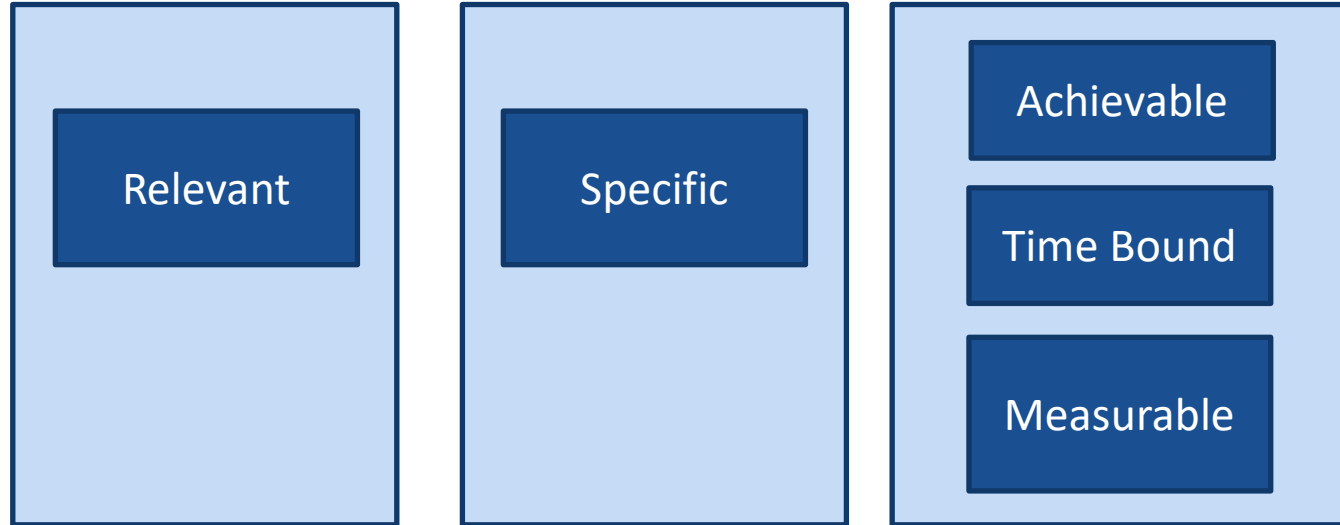 Relevant
Specific
Achievable
Time Bound
Measurable